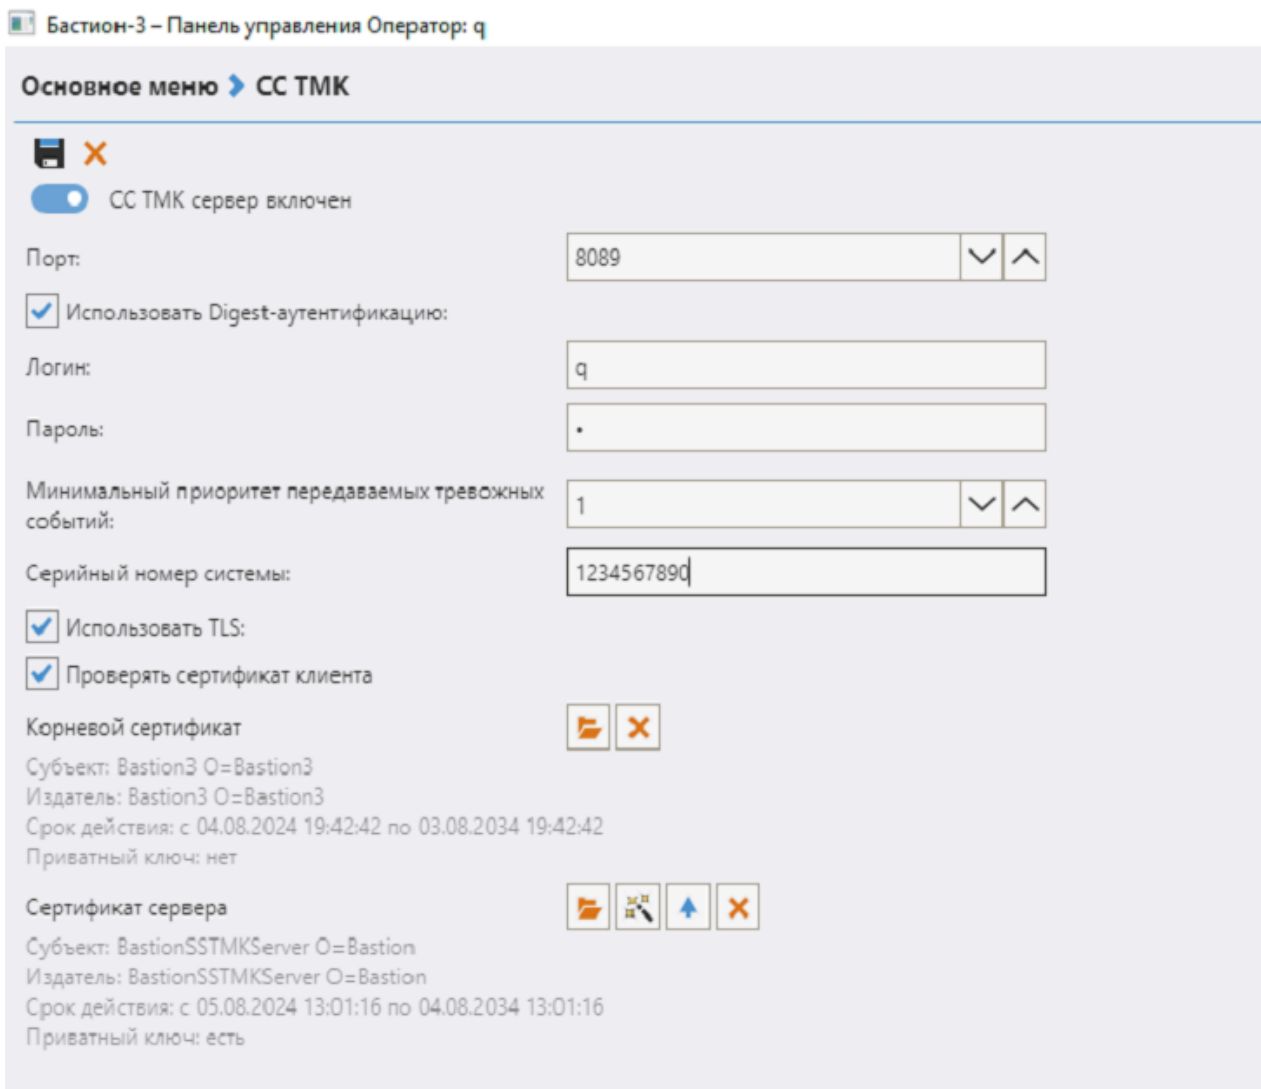 Бастион-3 – Панель управления Оператор: q
Основное меню СС ТМК
СС ТМК сервер включен
Порт: 8089
Использовать Digest-аутентификацию:
Логин: q
Пароль: •
Минимальный приоритет передаваемых тревожных
событий: 1
Серийный номер системы: 1234567890
Использовать TLS:
Проверять сертификат клиента
Корневой сертификат
Субъект: Bastion3 O=Bastion3
Издатель: Bastion3 O=Bastion3
Срок действия: с 04.08.2024 19:42:42 по 03.08.2034 19:42:42
Приватный ключ: нет
Сертификат сервера
Субъект: BastionSSTMKServer O=Bastion
Издатель: BastionSSTMKServer O=Bastion
Срок действия: с 05.08.2024 13:01:16 по 04.08.2034 13:01:16
Приватный ключ: есть